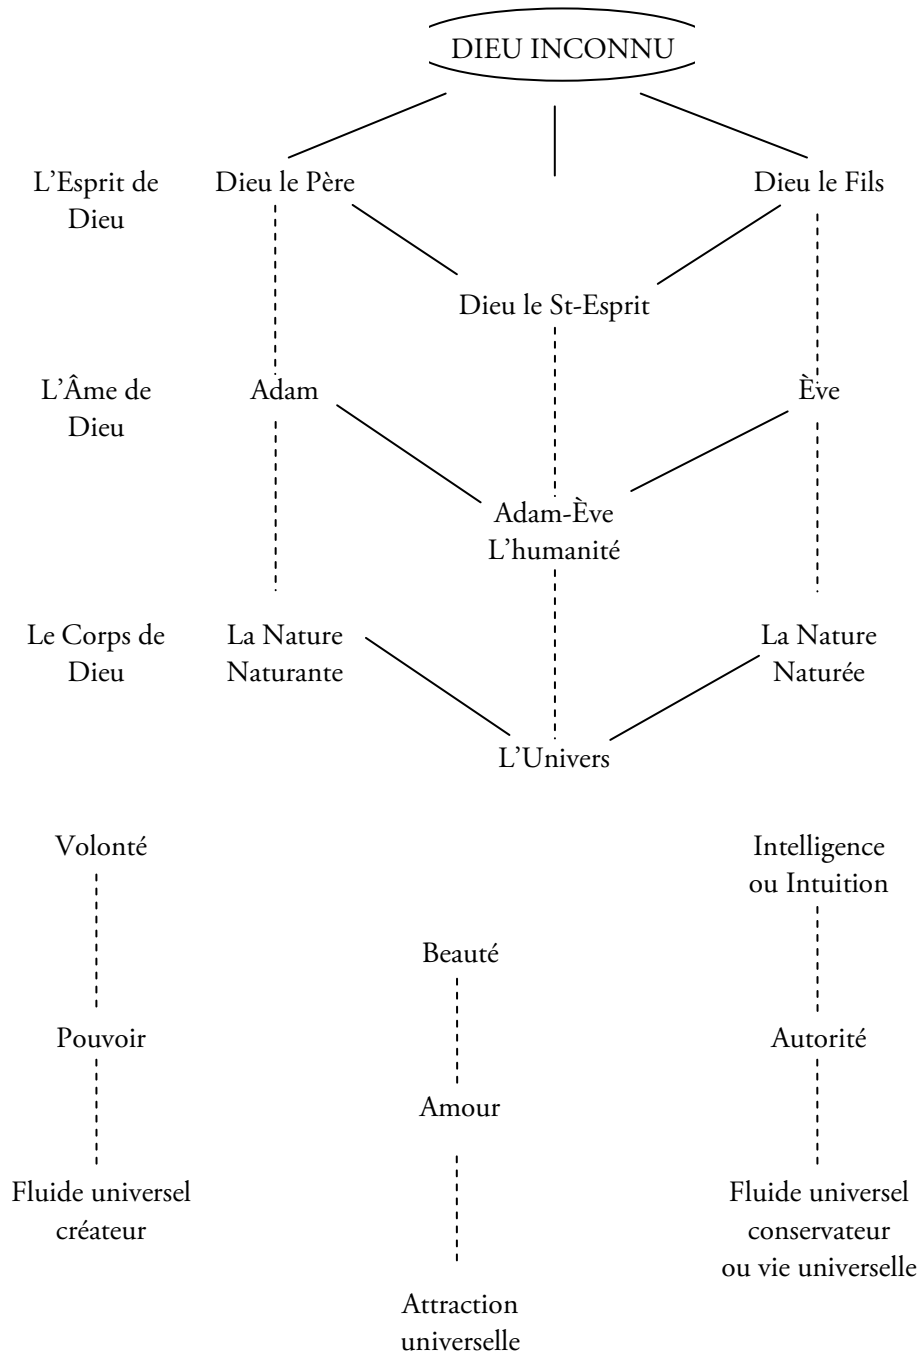 DIEU INCONNU
L’Esprit de
Dieu
Dieu le Père
Dieu le Fils
Dieu le St-Esprit
L’Âme de
Dieu
Adam
Ève
Adam-Ève
L’humanité
Le Corps de
Dieu
La Nature
Naturante
La Nature
Naturée
L’Univers
Volonté
Intelligence
ou Intuition
Beauté
Pouvoir
Autorité
Amour
Fluide universel
créateur
Fluide universel
conservateur
ou vie universelle
Attraction
universelle